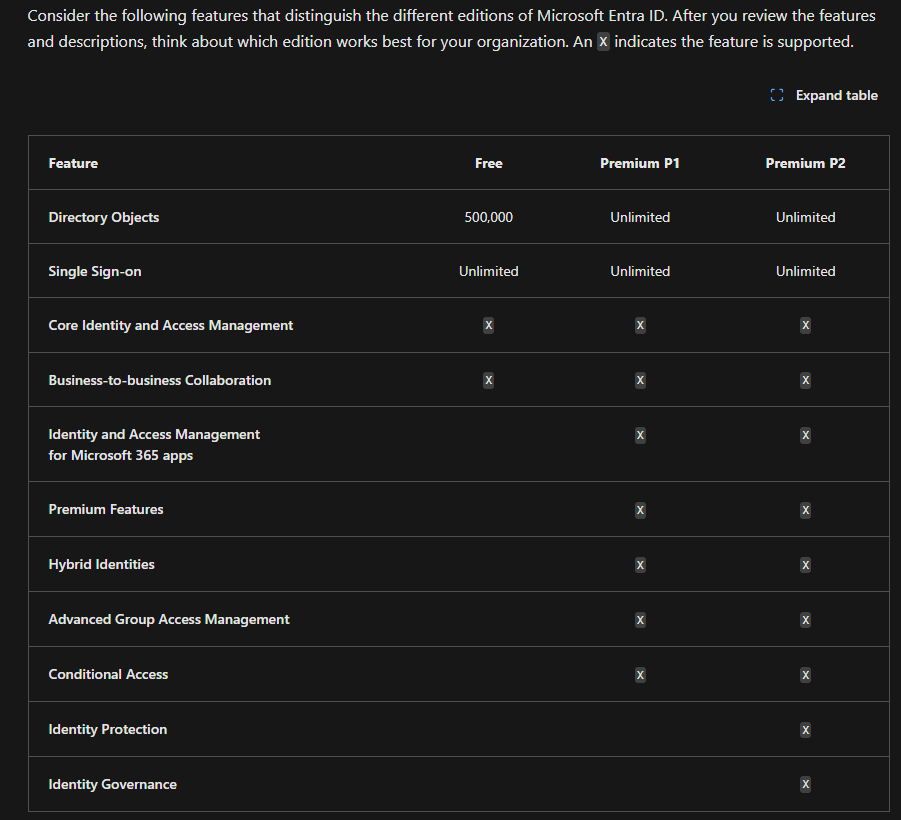 Consider the following features that distinguish the different editions of Microsoft Entra ID. After you review the features
and descriptions, think about which edition works best for your organization. An X indicates the feature is supported.
Expand table
Feature Free Premium P1 Premium P2
Directory Objects 500,000 Unlimited Unlimited
Single Sign-on Unlimited Unlimited Unlimited
Core Identity and Access Management X X X
Business-to-business Collaboration X X X
Identity and Access Management X X
for Microsoft 365 apps
Premium Features X X
Hybrid Identities X X
Advanced Group Access Management X X
Conditional Access X X
Identity Protection X
Identity Governance X